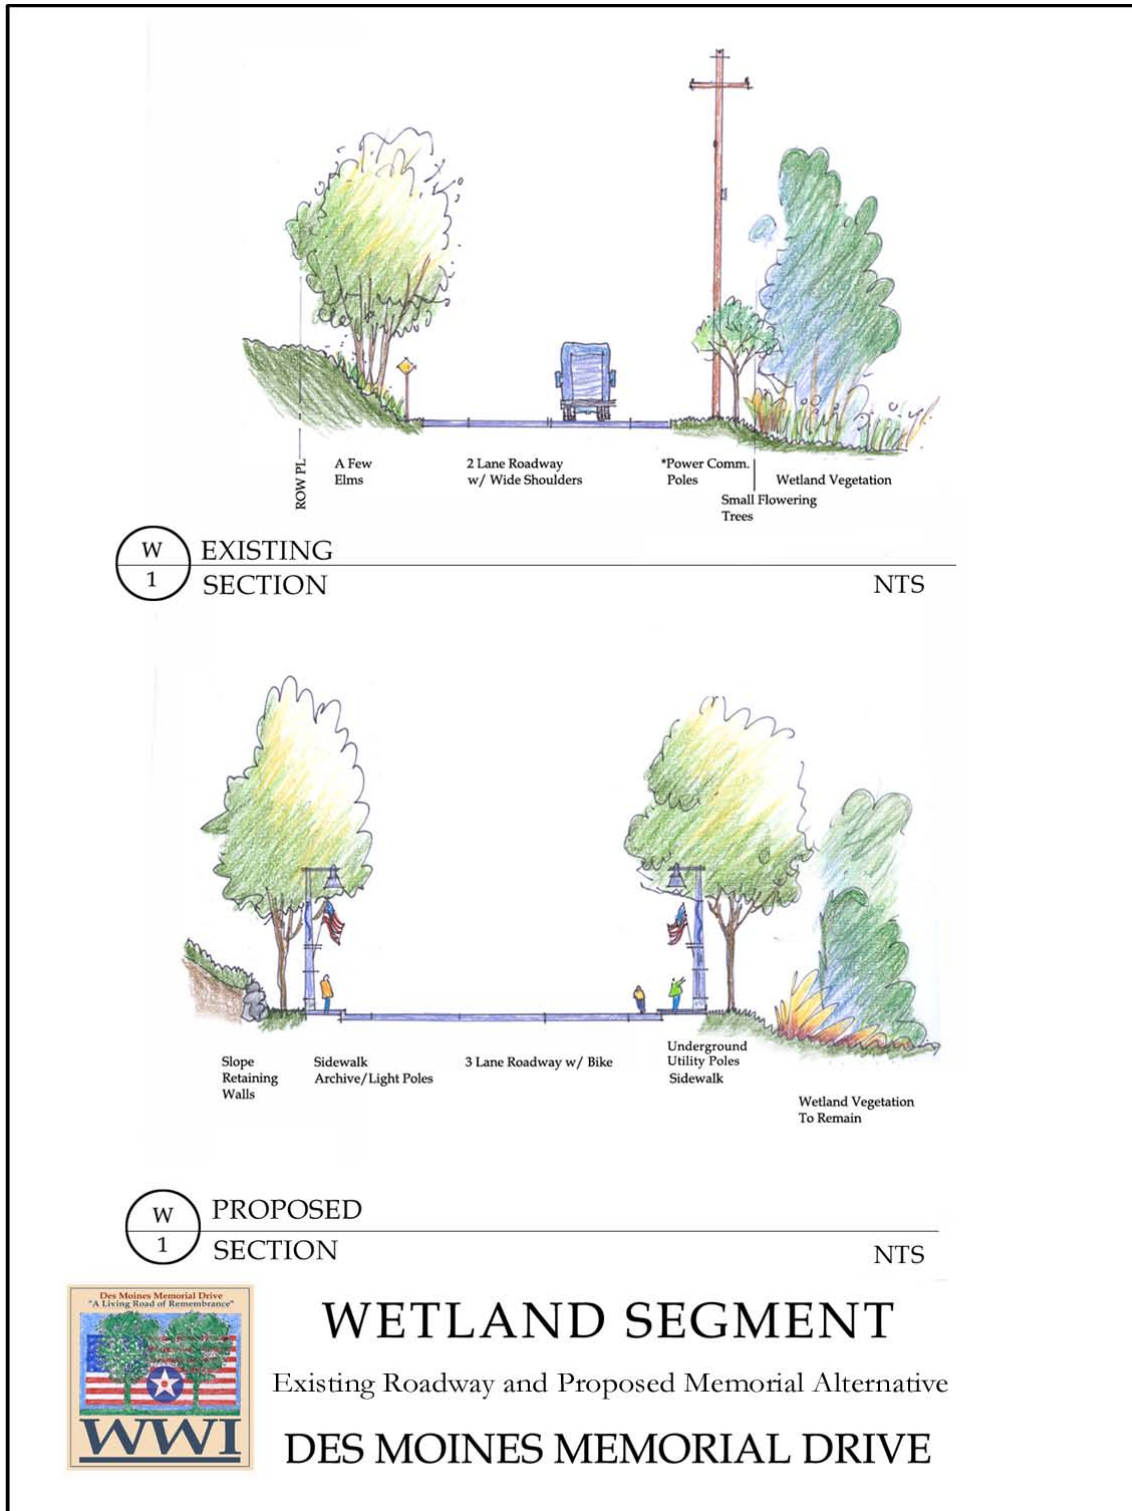 ROW PL
A Few
Elms
2 Lane Roadway
w/ Wide Shoulders
*Power Comm.
Poles
Small Flowering
Trees
Wetland Vegetation
W
1
EXISTING
SECTION
NTS
Slope
Retaining
Walls
Sidewalk
Archive/Light Poles
3 Lane Roadway w/ Bike
Underground
Utility Poles
Sidewalk
Wetland Vegetation
To Remain
W
1
PROPOSED
SECTION
NTS
Des Moines Memorial Drive
"A Living Road of Remembrance"
WWI
WETLAND SEGMENT
Existing Roadway and Proposed Memorial Alternative
DES MOINES MEMORIAL DRIVE